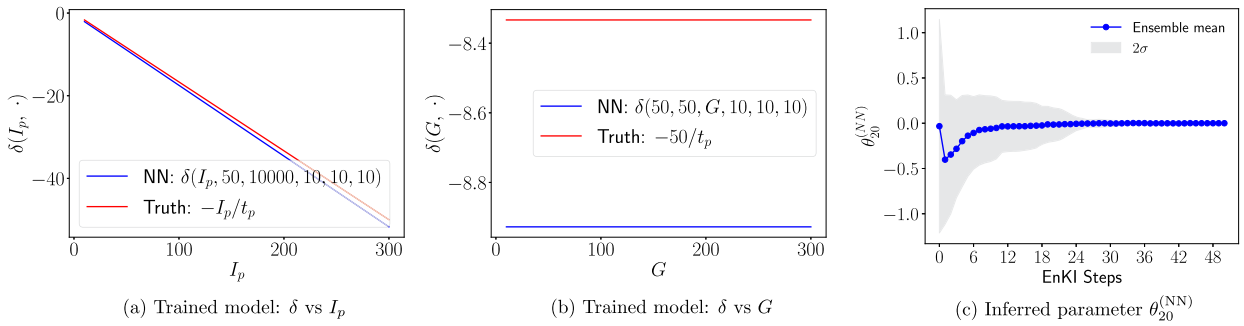 0
−20
−40
δ(I_p, ·)
NN: δ(I_p, 50, 10000, 10, 10, 10)
Truth: −I_p/t_p
0
100
200
300
I_p
(a) Trained model: δ vs I_p
−8.4
−8.6
−8.8
δ(G, ·)
NN: δ(50, 50, G, 10, 10, 10)
Truth: −50/t_p
0
100
200
300
G
(b) Trained model: δ vs G
1.0
0.5
0.0
−0.5
−1.0
θ_20^(NN)
Ensemble mean
2σ
0
6
12
18
24
30
36
42
48
EnKI Steps
(c) Inferred parameter θ_20^(NN)